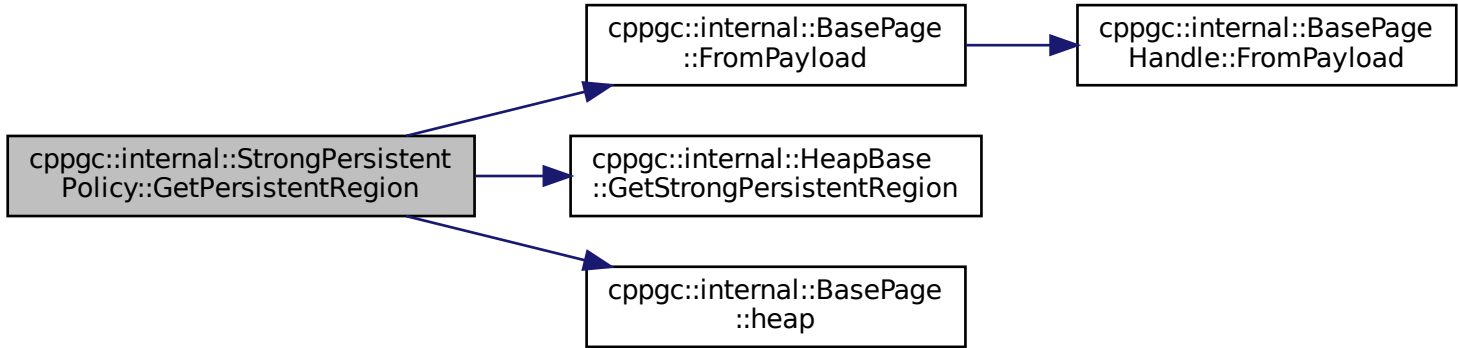 cppgc::internal::StrongPersistent
Policy::GetPersistentRegion
cppgc::internal::BasePage
::FromPayload
cppgc::internal::BasePage
Handle::FromPayload
cppgc::internal::HeapBase
::GetStrongPersistentRegion
cppgc::internal::BasePage
::heap